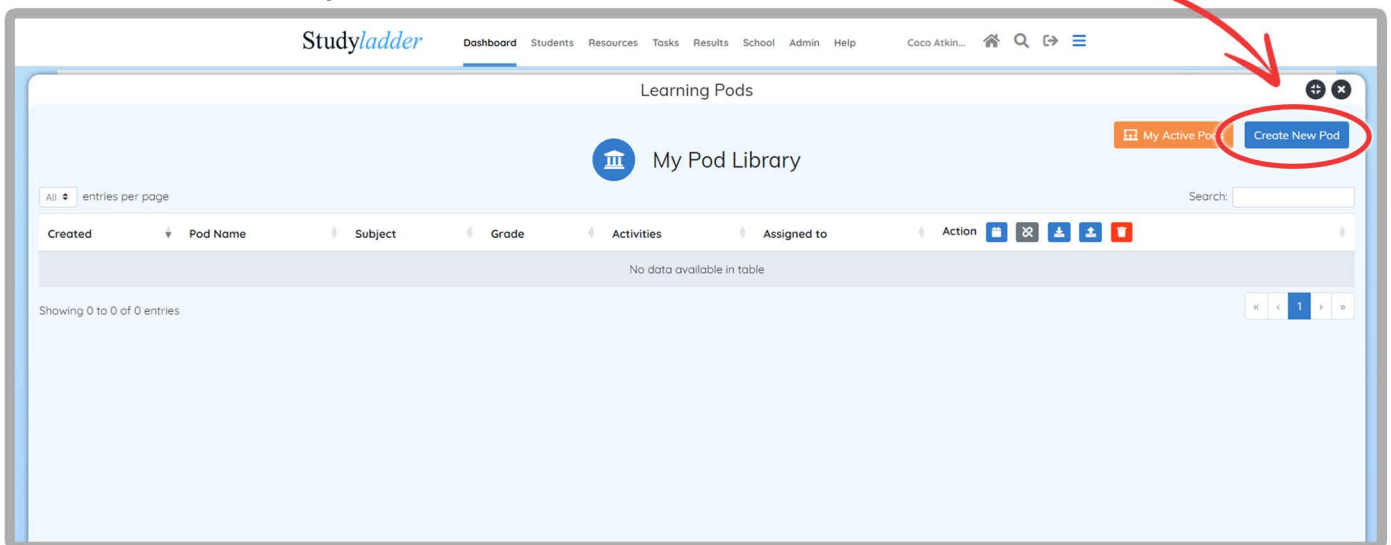 Studyladder Dashboard Students Resources Tasks Results School Admin Help Coco Atkin...
Learning Pods
My Active Pods Create New Pod
My Pod Library
All entries per page Search:
Created Pod Name Subject Grade Activities Assigned to Action
No data available in table
Showing 0 to 0 of 0 entries « ‹ 1 › »